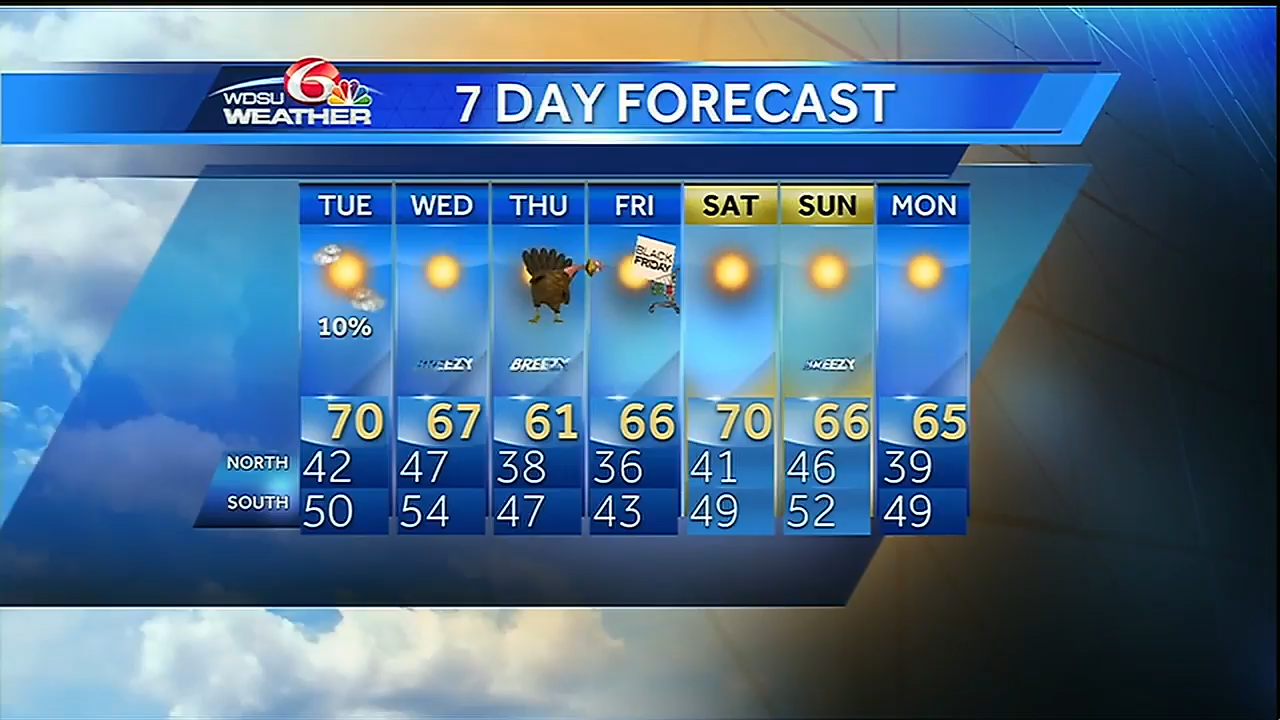 WDSU 6
WEATHER
7 DAY FORECAST
TUE WED THU FRI SAT SUN MON
BLACK
FRIDAY
10%
BREEZY BREEZY BREEZY
70 67 61 66 70 66 65
NORTH 42 47 38 36 41 46 39
SOUTH 50 54 47 43 49 52 49